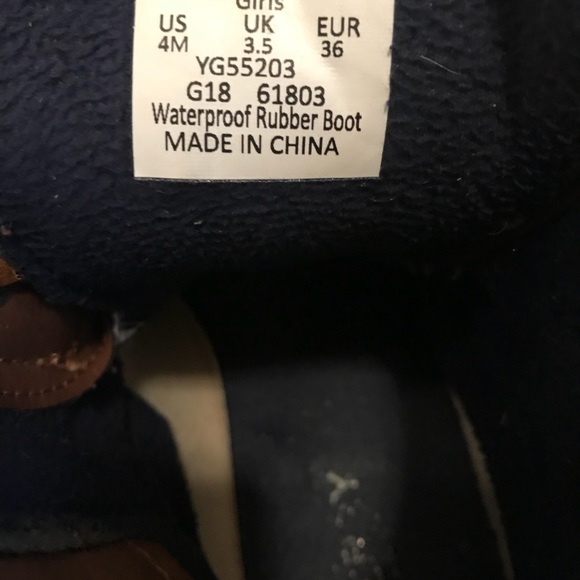 Girls
US UK EUR
4M 3.5 36
YG55203
G18 61803
Waterproof Rubber Boot
MADE IN CHINA